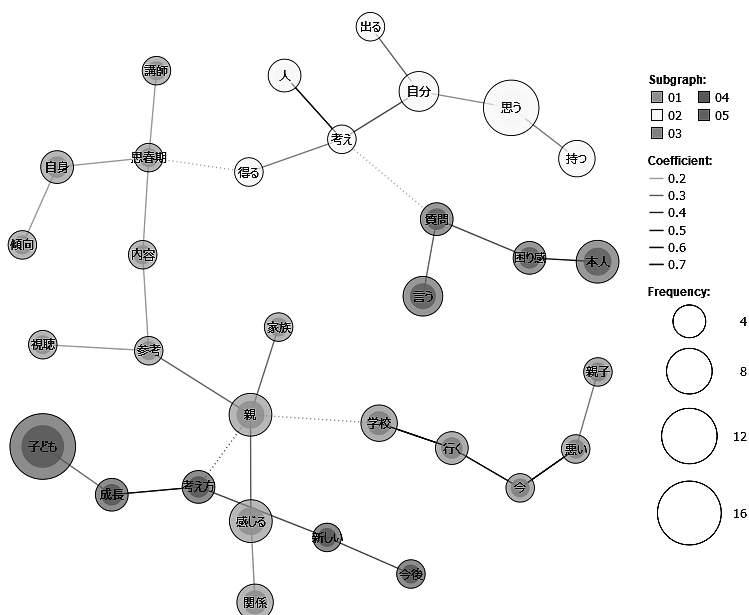 出る
講師
人
自分
思う
考え
思春期
持つ
自身
得る
質問
傾向
内容
困り感
本人
言う
家族
視聴
参考
親子
親
学校
子ども
行く
悪い
成長
考え方
今
感じる
新しい
今後
関係
Subgraph:
01 04
02 05
03
Coefficient:
0.2
0.3
0.4
0.5
0.6
0.7
Frequency:
4
8
12
16